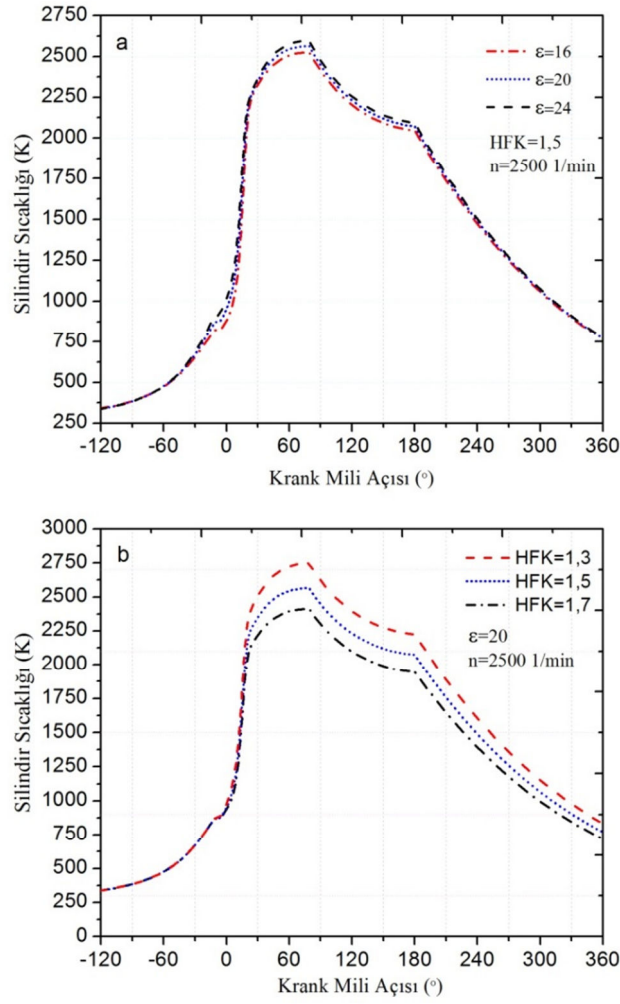 a
2750
2500
2250
2000
1750
1500
1250
1000
750
500
250
Silindir Sıcaklığı (K)
ε=16
ε=20
ε=24
HFK=1,5
n=2500 1/min
-120 -60 0 60 120 180 240 300 360
Krank Mili Açısı (°)
b
3000
2750
2500
2250
2000
1750
1500
1250
1000
750
500
250
0
Silindir Sıcaklığı (K)
HFK=1,3
HFK=1,5
HFK=1,7
ε=20
n=2500 1/min
-120 -60 0 60 120 180 240 300 360
Krank Mili Açısı (°)